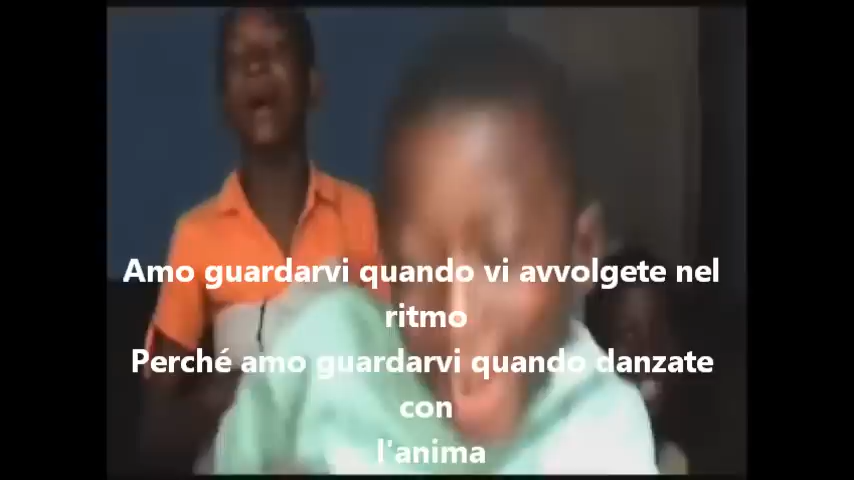 Amo guardarvi quando vi avvolgete nel
ritmo
Perché amo guardarvi quando danzate
con
l'anima